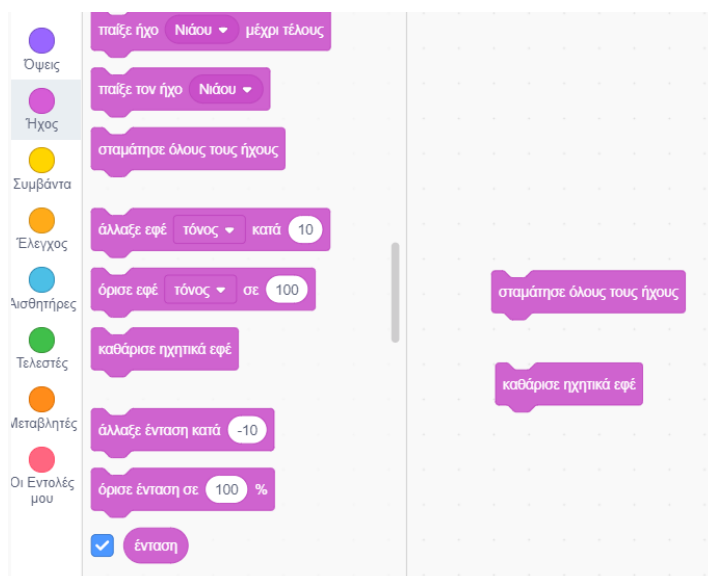 Όψεις
Ήχος
Συμβάντα
Έλεγχος
Αισθητήρες
Τελεστές
Μεταβλητές
Οι Εντολές
μου
παίξε ήχο Νιάου μέχρι τέλους
παίξε τον ήχο Νιάου
σταμάτησε όλους τους ήχους
άλλαξε εφέ τόνος κατά 10
όρισε εφέ τόνος σε 100
καθάρισε ηχητικά εφέ
άλλαξε ένταση κατά -10
όρισε ένταση σε 100 %
ένταση
σταμάτησε όλους τους ήχους
καθάρισε ηχητικά εφέ